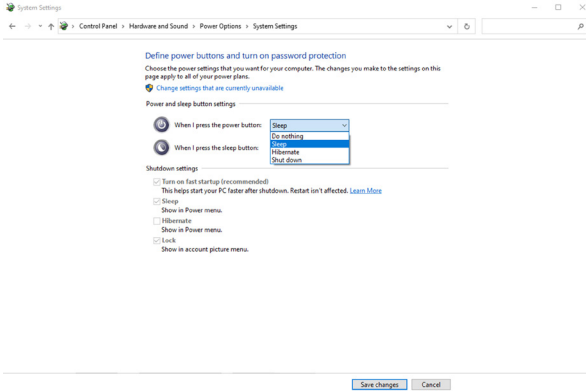 System Settings
Control Panel > Hardware and Sound > Power Options > System Settings
Define power buttons and turn on password protection
Choose the power settings that you want for your computer. The changes you make to the settings on this
page apply to all of your power plans.
Change settings that are currently unavailable
Power and sleep button settings
When I press the power button:
Sleep
Do nothing
Sleep
Hibernate
Shut down
When I press the sleep button:
Shutdown settings
Turn on fast startup (recommended)
This helps start your PC faster after shutdown. Restart isn't affected. Learn More
Sleep
Show in Power menu.
Hibernate
Show in Power menu.
Lock
Show in account picture menu.
Save changes
Cancel